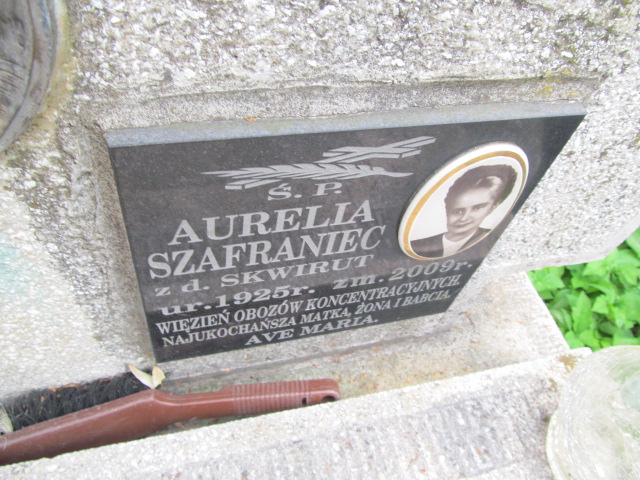 Ś. P.
AURELIA
SZAFRANIEC
z d. SKWIRUT
ur. 1925r. zm. 2009r.
WIĘZIEŃ OBOZÓW KONCENTRACYJNYCH,
NAJUKOCHAŃSZA MATKA, ŻONA I BABCIA.
AVE MARIA.